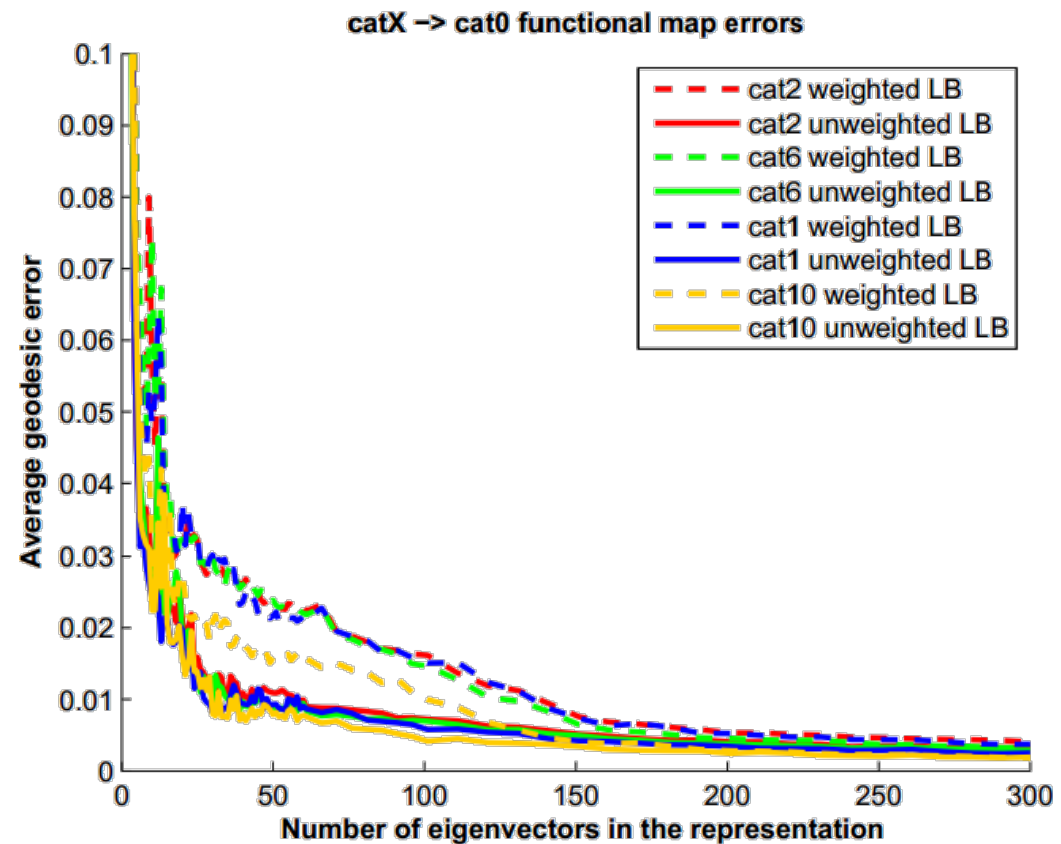 catX −> cat0 functional map errors
0.1
0.09
0.08
0.07
0.06
0.05
0.04
0.03
0.02
0.01
0
Average geodesic error
cat2 weighted LB
cat2 unweighted LB
cat6 weighted LB
cat6 unweighted LB
cat1 weighted LB
cat1 unweighted LB
cat10 weighted LB
cat10 unweighted LB
0 50 100 150 200 250 300
Number of eigenvectors in the representation